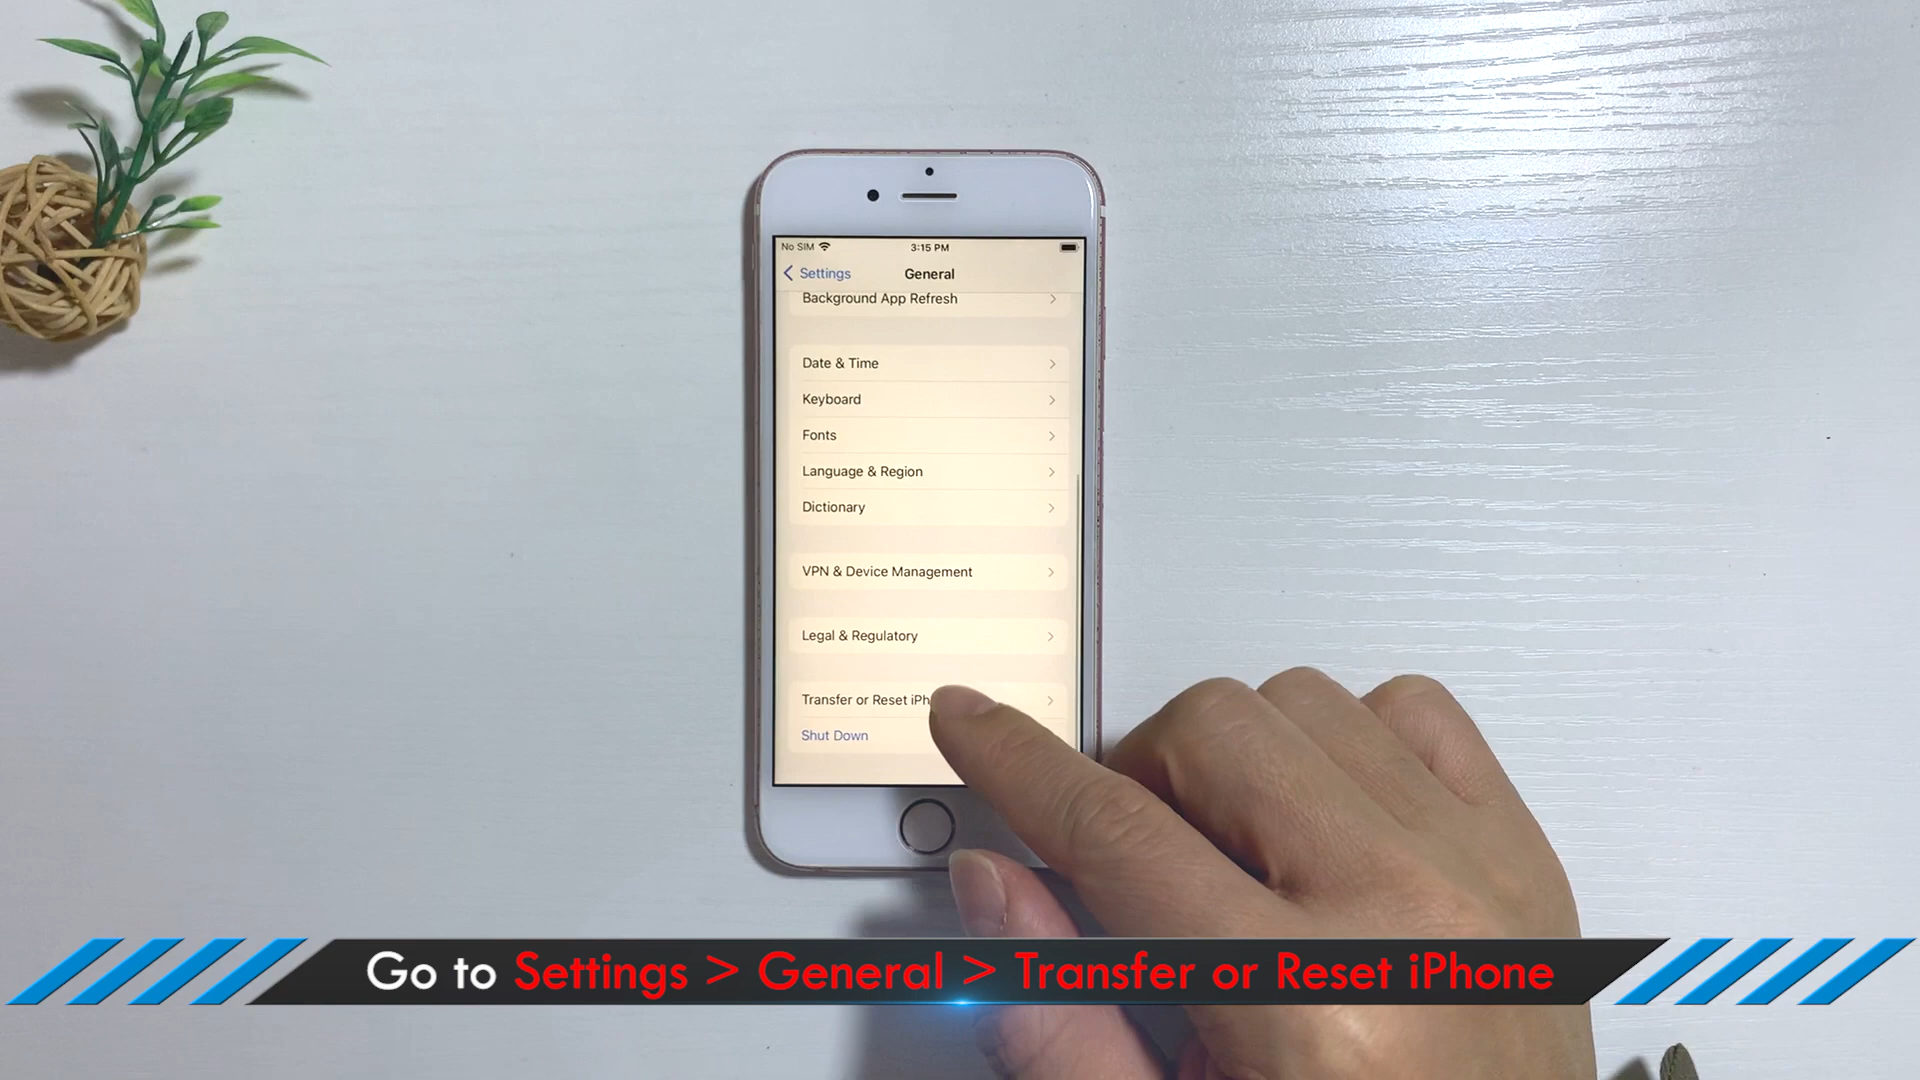 No SIM
3:15 PM
Settings
General
Background App Refresh
Date & Time
Keyboard
Fonts
Language & Region
Dictionary
VPN & Device Management
Legal & Regulatory
Transfer or Reset iPh
Shut Down
Go to Settings > General > Transfer or Reset iPhone